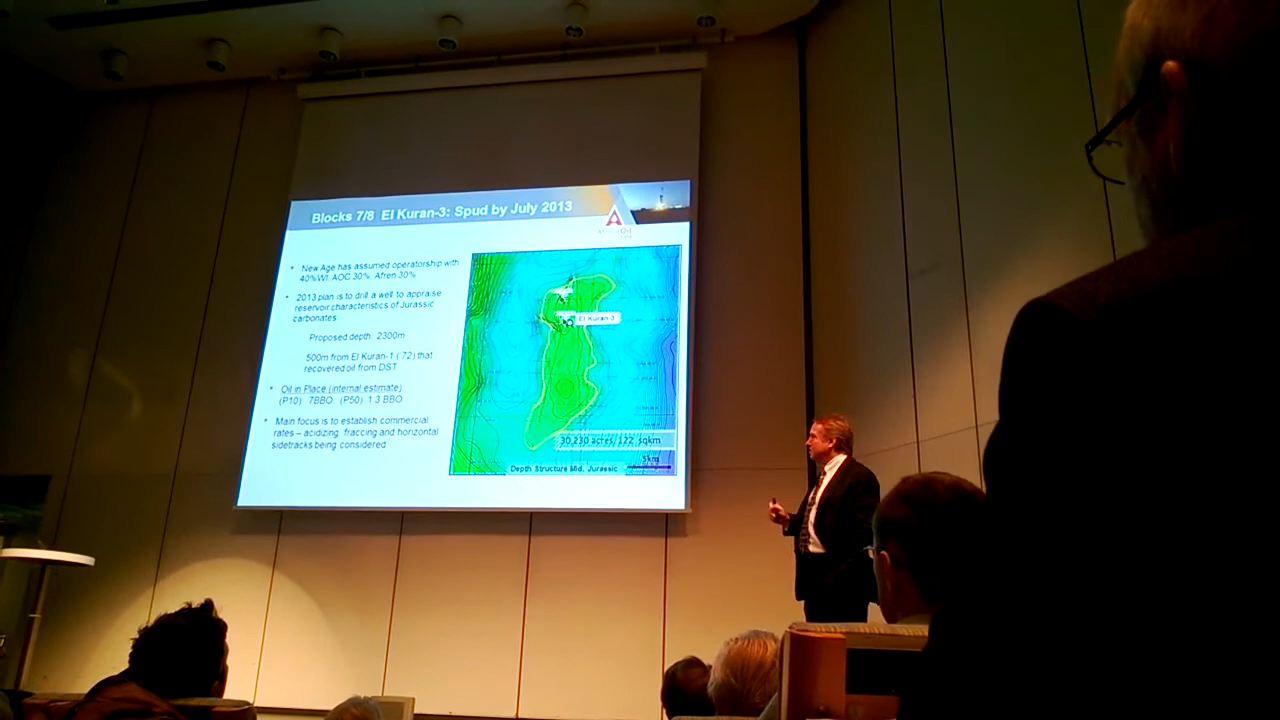 Blocks 7/8 El Kuran-3: Spud by July 2013
• New Age has assumed operatorship with
40%WI, AOC 30%, Afren 30%
• 2013 plan is to drill a well to appraise
reservoir characteristics of Jurassic
carbonates
Proposed depth 2300m
500m from El Kuran-1 ('72) that
recovered oil from DST
• Oil in Place (internal estimate)
(P10) .7BBO (P50) 1.3 BBO
• Main focus is to establish commercial
rates – acidizing, fraccing and horizontal
sidetracks being considered
El Kuran-3
30,230 acres/122 sqkm
5km
Depth Structure Mid. Jurassic